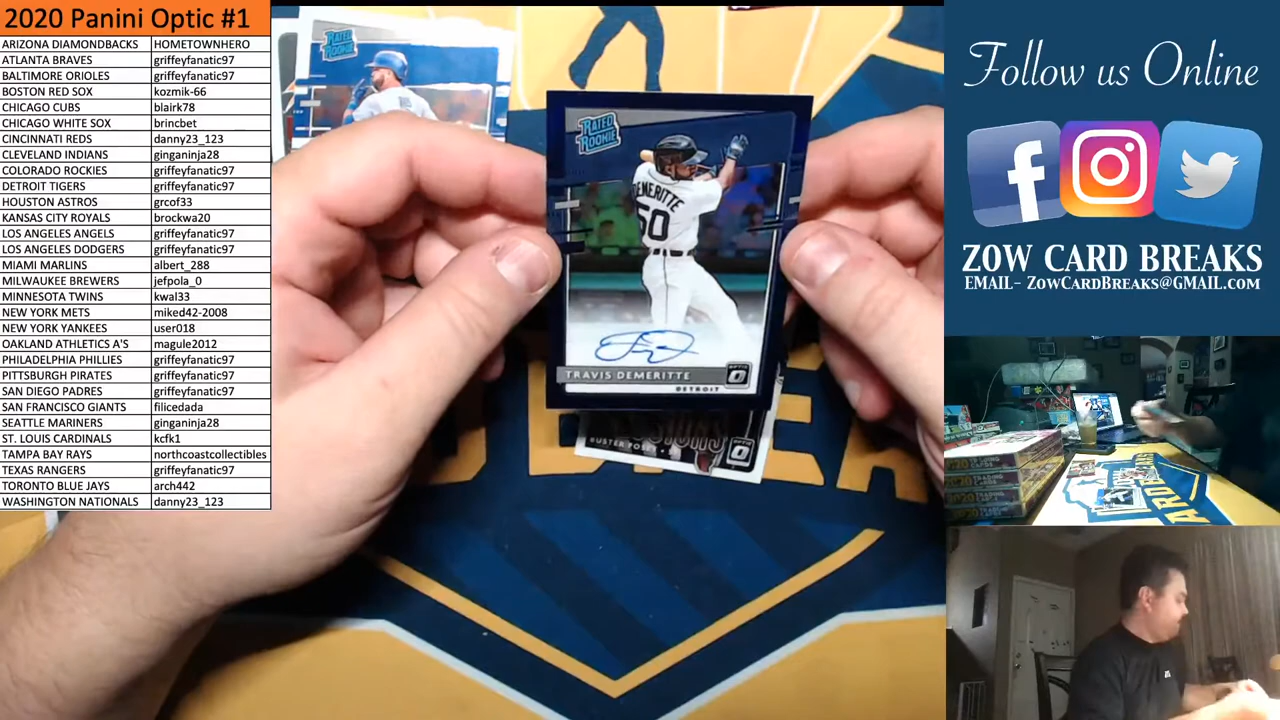 2020 Panini Optic #1
ARIZONA DIAMONDBACKS HOMETOWNHERO
ATLANTA BRAVES griffeyfanatic97
BALTIMORE ORIOLES griffeyfanatic97
BOSTON RED SOX kozmik-66
CHICAGO CUBS blairk78
CHICAGO WHITE SOX brincbet
CINCINNATI REDS danny23_123
CLEVELAND INDIANS ginganinja28
COLORADO ROCKIES griffeyfanatic97
DETROIT TIGERS griffeyfanatic97
HOUSTON ASTROS grcof33
KANSAS CITY ROYALS brockwa20
LOS ANGELES ANGELS griffeyfanatic97
LOS ANGELES DODGERS griffeyfanatic97
MIAMI MARLINS albert_288
MILWAUKEE BREWERS jefpola_0
MINNESOTA TWINS kwal33
NEW YORK METS miked42-2008
NEW YORK YANKEES user018
OAKLAND ATHLETICS A'S magule2012
PHILADELPHIA PHILLIES griffeyfanatic97
PITTSBURGH PIRATES griffeyfanatic97
SAN DIEGO PADRES griffeyfanatic97
SAN FRANCISCO GIANTS filicedada
SEATTLE MARINERS ginganinja28
ST. LOUIS CARDINALS kcfk1
TAMPA BAY RAYS northcoastcollectibles
TEXAS RANGERS griffeyfanatic97
TORONTO BLUE JAYS arch442
WASHINGTON NATIONALS danny23_123
RATED
ROOKIE
RATED
ROOKIE
DEMERITTE
50
TRAVIS DEMERITTE
OPTIC
DETROIT
BUSTER POSEY
Follow us Online
ZOW CARD BREAKS
EMAIL- ZOWCARDBREAKS@GMAIL.COM